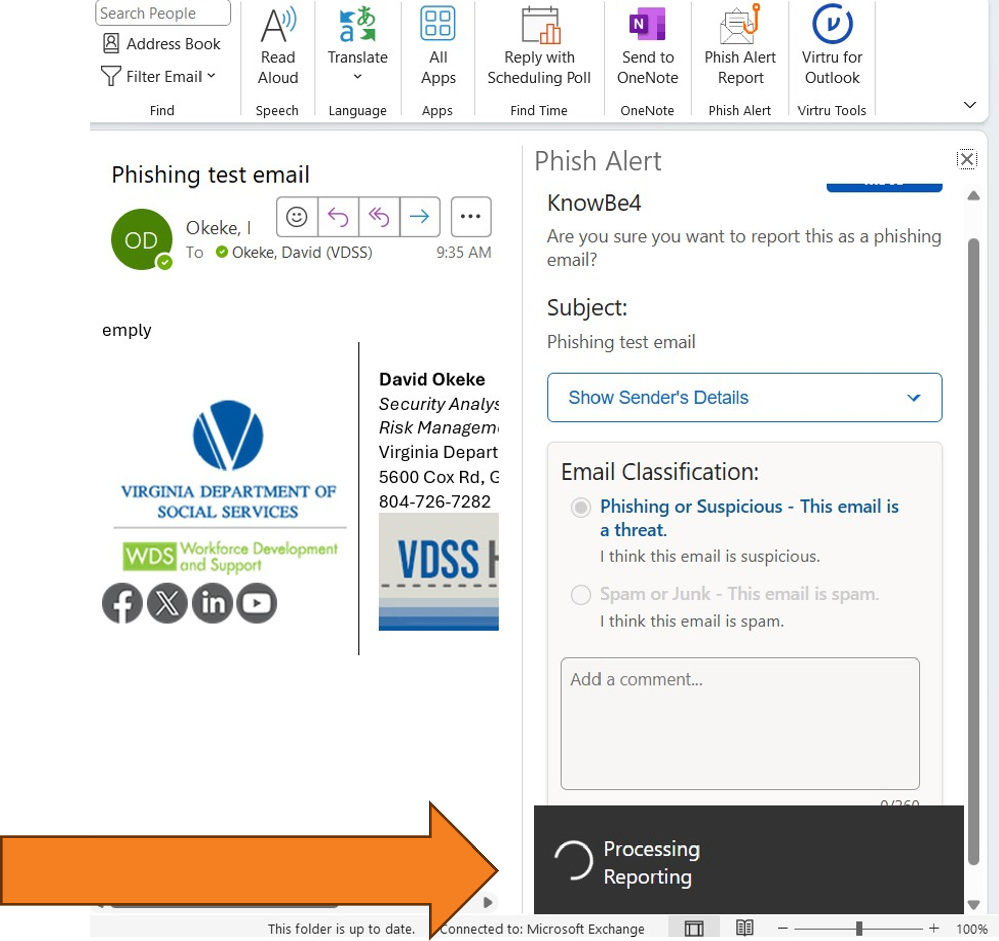 Search People
Address Book
Filter Email
Find
Read
Aloud
Speech
Translate
Language
All
Apps
Apps
Reply with
Scheduling Poll
Find Time
Send to
OneNote
OneNote
Phish Alert
Report
Phish Alert
Virtru for
Outlook
Virtru Tools
Phishing test email
OD
Okeke,
To Okeke, David (VDSS) 9:35 AM
emply
VIRGINIA DEPARTMENT OF
SOCIAL SERVICES
WDS Workforce Development
and Support
David Okeke
Security Analys
Risk Managem
Virginia Depart
5600 Cox Rd, G
804-726-7282
VDSS
Phish Alert
KnowBe4
Are you sure you want to report this as a phishing
email?
Subject:
Phishing test email
Show Sender's Details
Email Classification:
Phishing or Suspicious - This email is
a threat.
I think this email is suspicious.
Spam or Junk - This email is spam.
I think this email is spam.
Add a comment...
Processing
Reporting
This folder is up to date. Connected to: Microsoft Exchange 100%